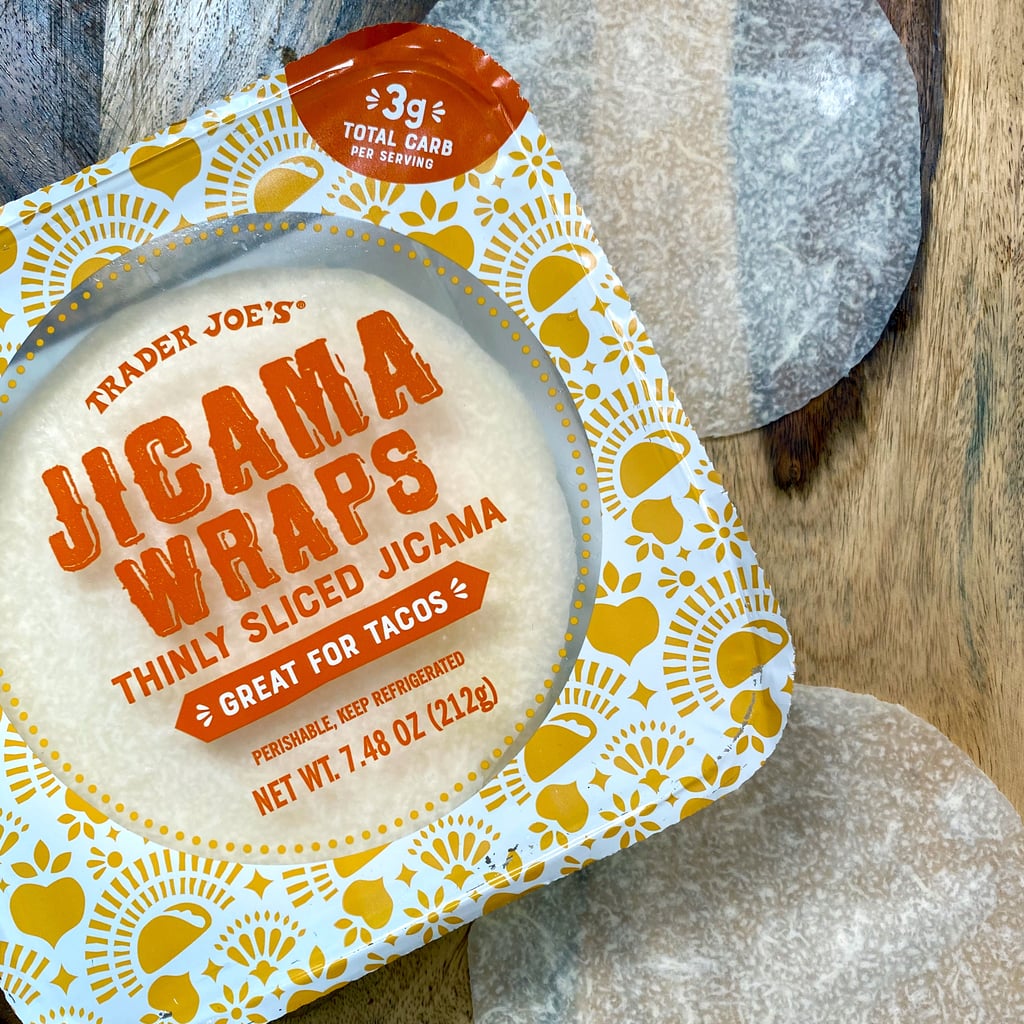 3g
TOTAL CARB
PER SERVING
TRADER JOE'S®
JICAMA
WRAPS
THINLY SLICED JICAMA
GREAT FOR TACOS
PERISHABLE, KEEP REFRIGERATED
NET WT. 7.48 OZ (212g)